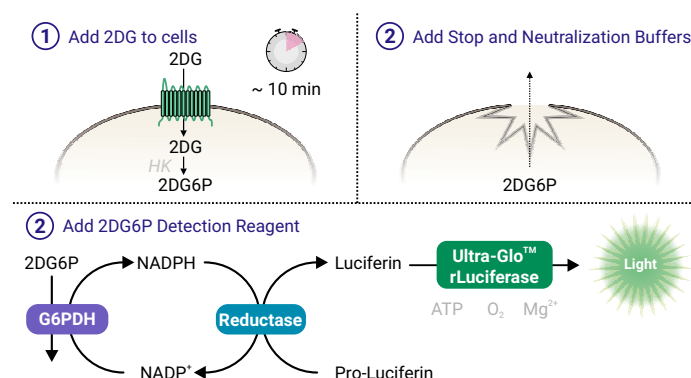 1 Add 2DG to cells
2DG
~ 10 min
2DG
HK
2DG6P
2 Add Stop and Neutralization Buffers
2DG6P
2 Add 2DG6P Detection Reagent
2DG6P
NADPH
Luciferin
Ultra-Glo™
rLuciferase
Light
G6PDH
Reductase
ATP O₂ Mg²⁺
NADP⁺
Pro-Luciferin